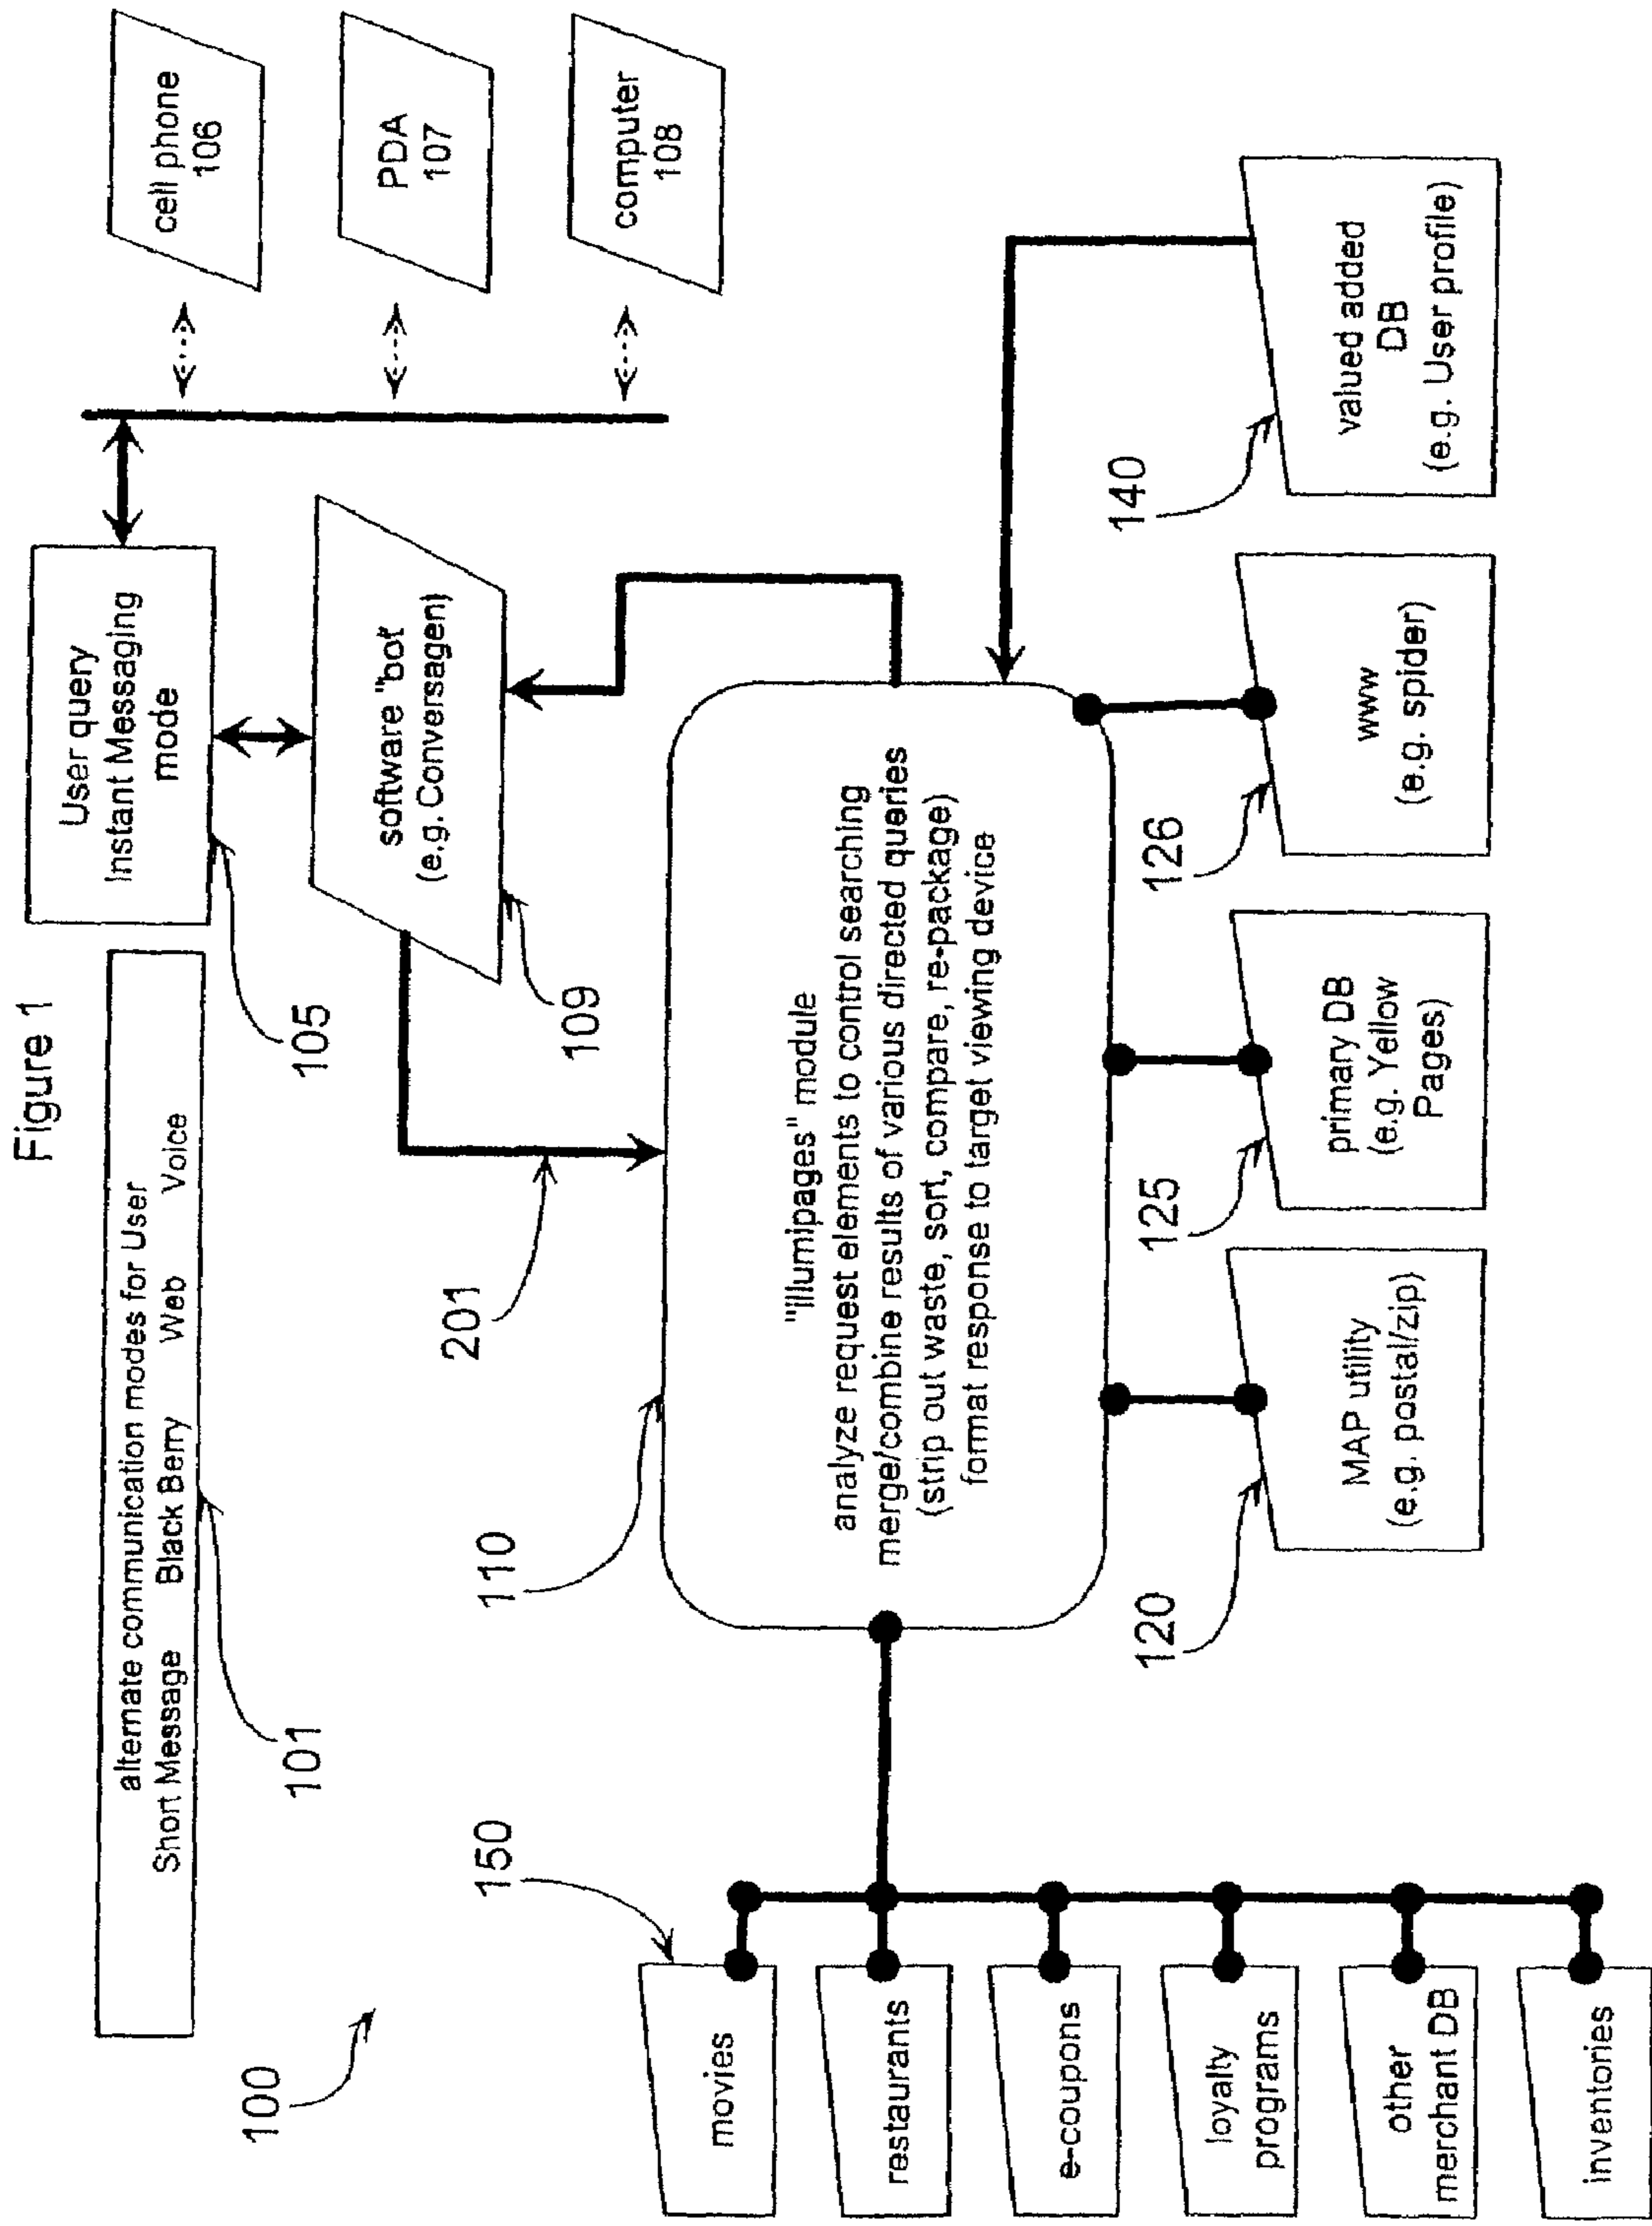 Figure 1
100
alternate communication modes for User
Short Message Black Berry Web Voice
101
User query
Instant Messaging
mode
105
cell phone
106
PDA
107
computer
108
software "bot"
(e.g. Conversagen)
109
201
110
"illumipages" module
analyze request elements to control searching
merge/combine results of various directed queries
(strip out waste, sort, compare, re-package)
format response to target viewing device
150
movies
restaurants
e-coupons
loyalty
programs
other
merchant DB
inventories
120
MAP utility
(e.g. postal/zip)
125
primary DB
(e.g. Yellow
Pages)
126
www
(e.g. spider)
140
valued added
DB
(e.g. User profile)